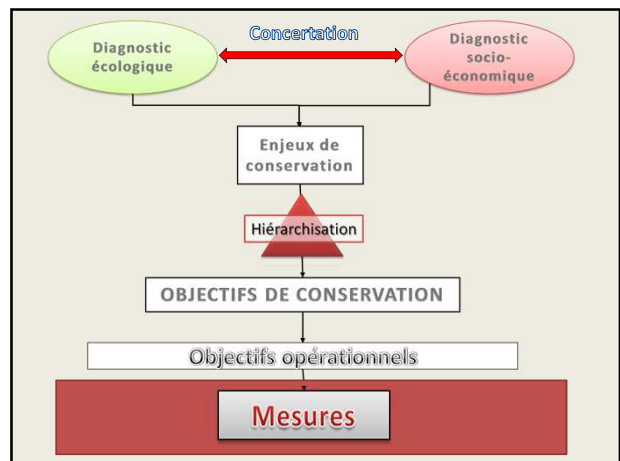 Concertation
Diagnostic
écologique
Diagnostic
socio-
économique
Enjeux de
conservation
Hiérarchisation
OBJECTIFS DE CONSERVATION
Objectifs opérationnels
Mesures